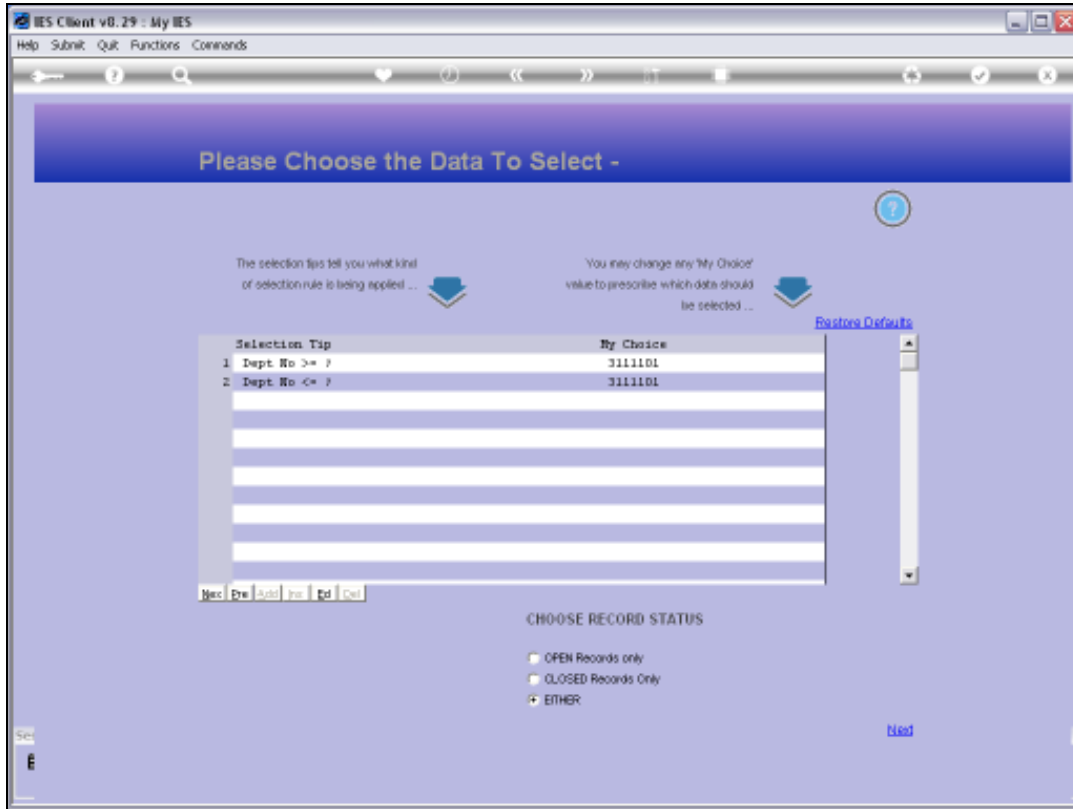 IES Client v8.29 : My IES
Help Submit Quit Functions Commands
Please Choose the Data To Select -
The selection tips tell you what kind
of selection rule is being applied ...
You may change any 'My Choice'
value to prescribe which data should
be selected ...
Restore Defaults
Selection Tip My Choice
1 Dept No >= ? 3111101
2 Dept No <= ? 3111101
Nex Pre Add Ins Ed Del
CHOOSE RECORD STATUS
OPEN Records only
CLOSED Records Only
EITHER
Next